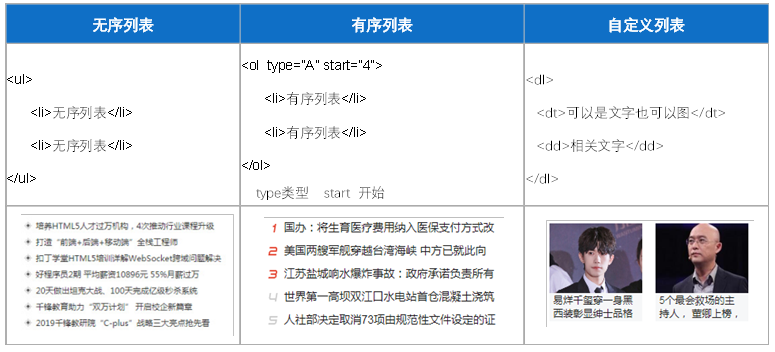 无序列表
有序列表
自定义列表
<ul>
<li>无序列表</li>
<li>无序列表</li>
</ul>
<ol type="A" start="4">
<li>有序列表</li>
<li>有序列表</li>
</ol>
type类型 start 开始
<dl>
<dt>可以是文字也可以图</dt>
<dd>相关文字</dd>
</dl>
培养HTML5人才过万机构，4次推动行业课程升级
打造“前端+后端+移动端”全栈工程师
扣丁学堂HTML5培训详解WebSocket跨域问题解决
好程序员2期 平均薪资10896元 55%月薪过万
20天做出坦克大战、100天完成亿级秒杀系统
千锋教育助力“双万计划” 开启校企新篇章
2019千锋教研院“C-plus”战略三大亮点抢先看
1 国办：将生育医疗费用纳入医保支付方式改
2 美国两艘军舰穿越台湾海峡 中方已就此向
3 江苏盐城响水爆炸事故：政府承诺负责所有
4 世界第一高坝双江口水电站首仓混凝土浇筑
5 人社部决定取消73项由规范性文件设定的证
易烊千玺穿一身黑
西装彰显绅士品格
5个最会救场的主
持人，董卿上榜，